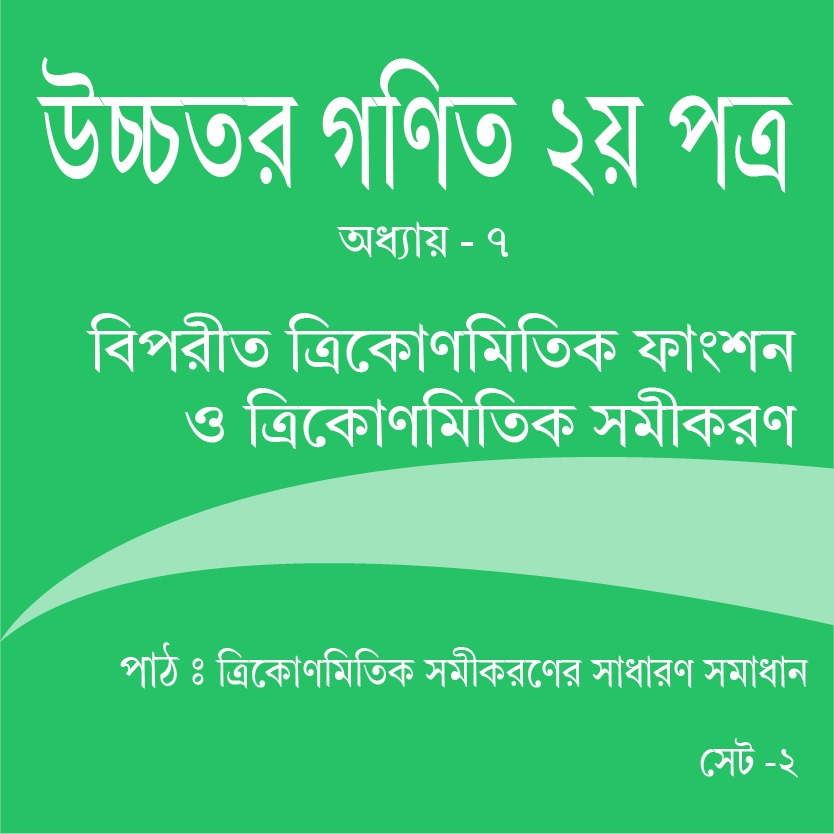 উচ্চতর গণিত ২য় পত্র
অধ্যায় - ৭
বিপরীত ত্রিকোণমিতিক ফাংশন
ও ত্রিকোণমিতিক সমীকরণ
পাঠ ঃ ত্রিকোণমিতিক সমীকরণের সাধারণ সমাধান
সেট -২